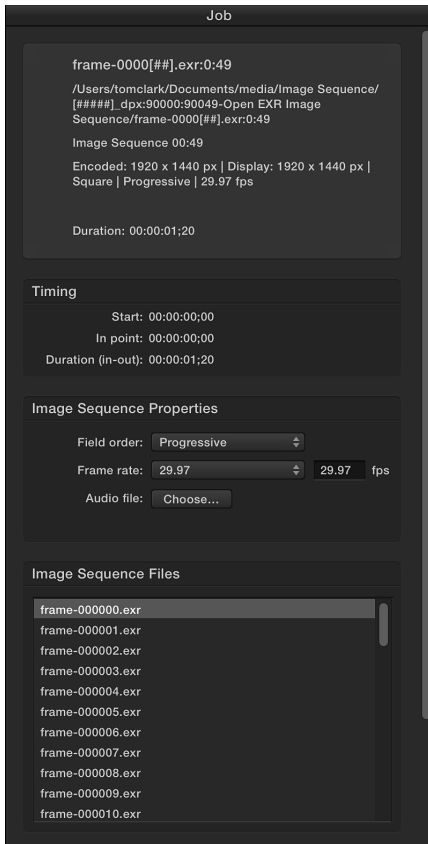 Job
frame-0000[##].exr:0:49
/Users/tomclark/Documents/media/Image Sequence/
[#####]_dpx:90000:90049-Open EXR Image
Sequence/frame-0000[##].exr:0:49
Image Sequence 00:49
Encoded: 1920 x 1440 px | Display: 1920 x 1440 px |
Square | Progressive | 29.97 fps
Duration: 00:00:01;20
Timing
Start: 00:00:00;00
In point: 00:00:00;00
Duration (in-out): 00:00:01;20
Image Sequence Properties
Field order: Progressive
Frame rate: 29.97 29.97 fps
Audio file: Choose...
Image Sequence Files
frame-000000.exr
frame-000001.exr
frame-000002.exr
frame-000003.exr
frame-000004.exr
frame-000005.exr
frame-000006.exr
frame-000007.exr
frame-000008.exr
frame-000009.exr
frame-000010.exr